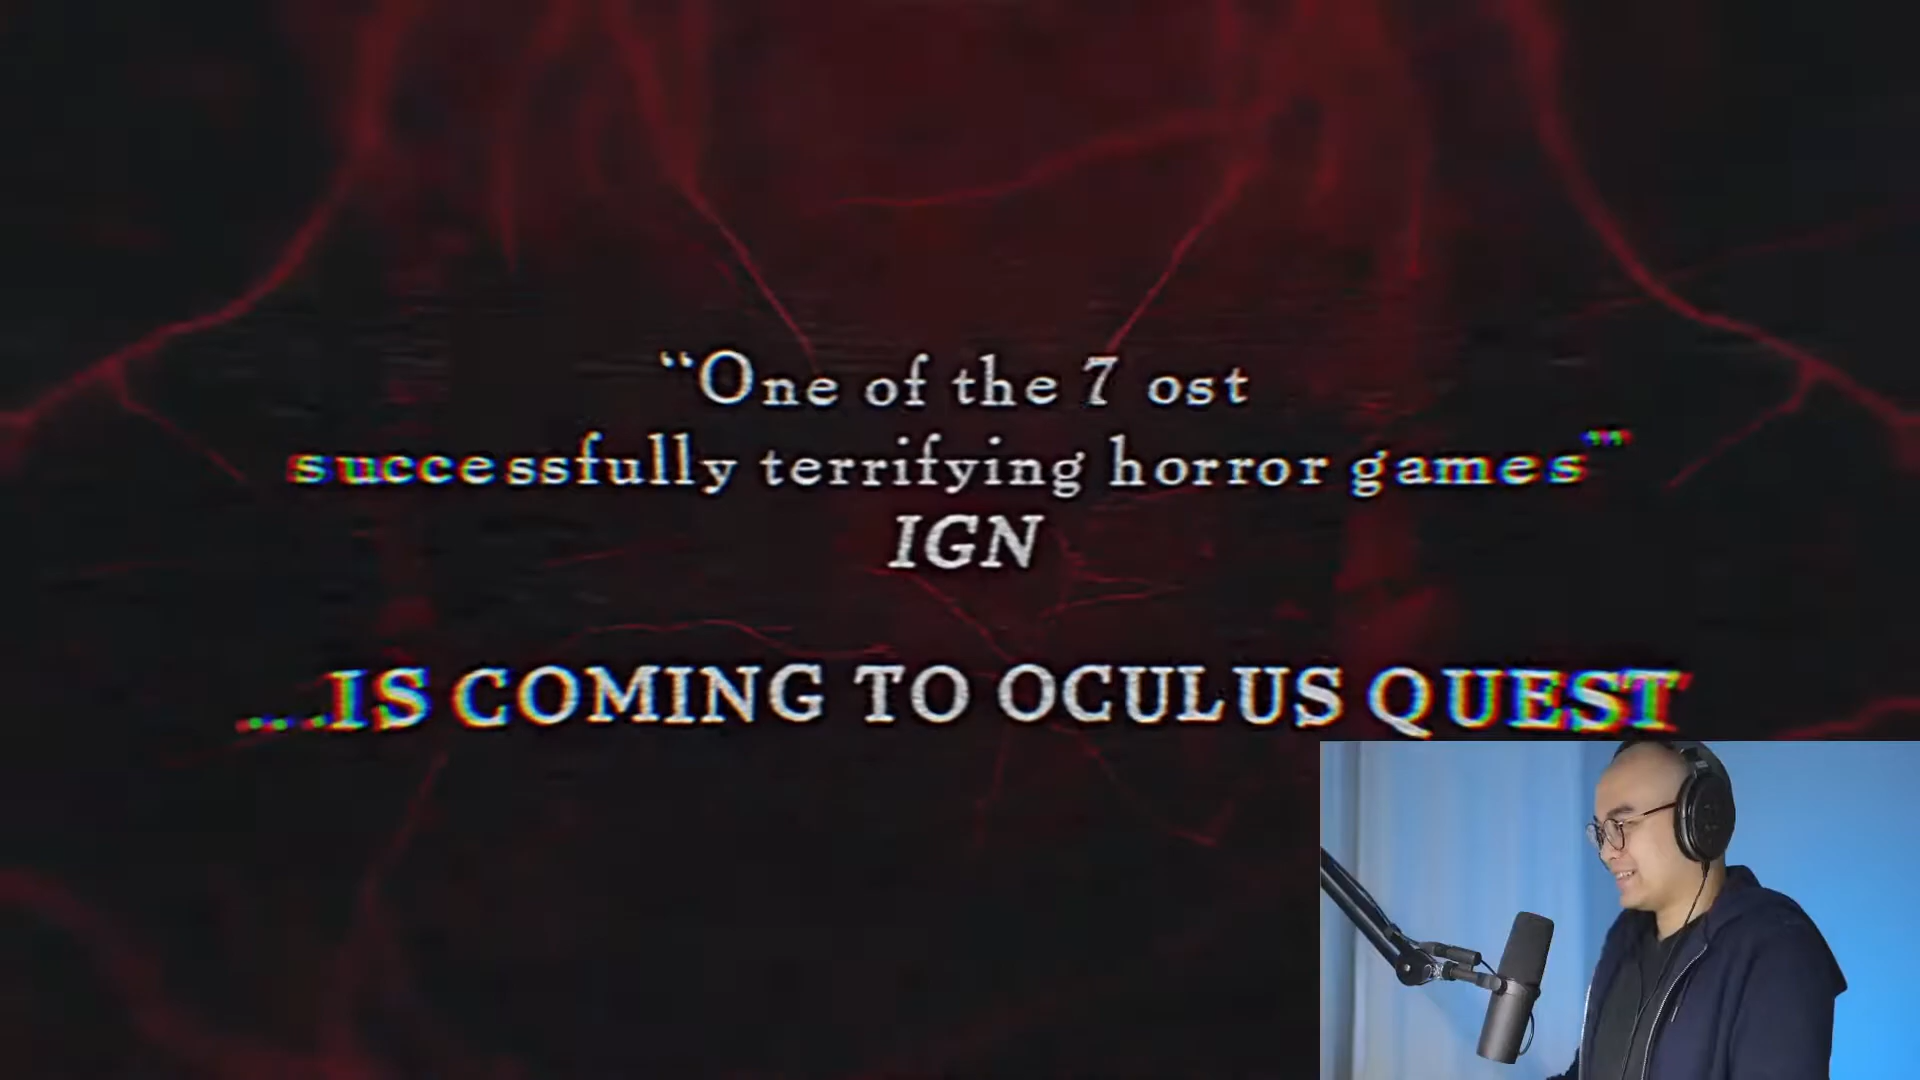 “One of the 7 ost
successfully terrifying horror games”
IGN
...IS COMING TO OCULUS QUEST